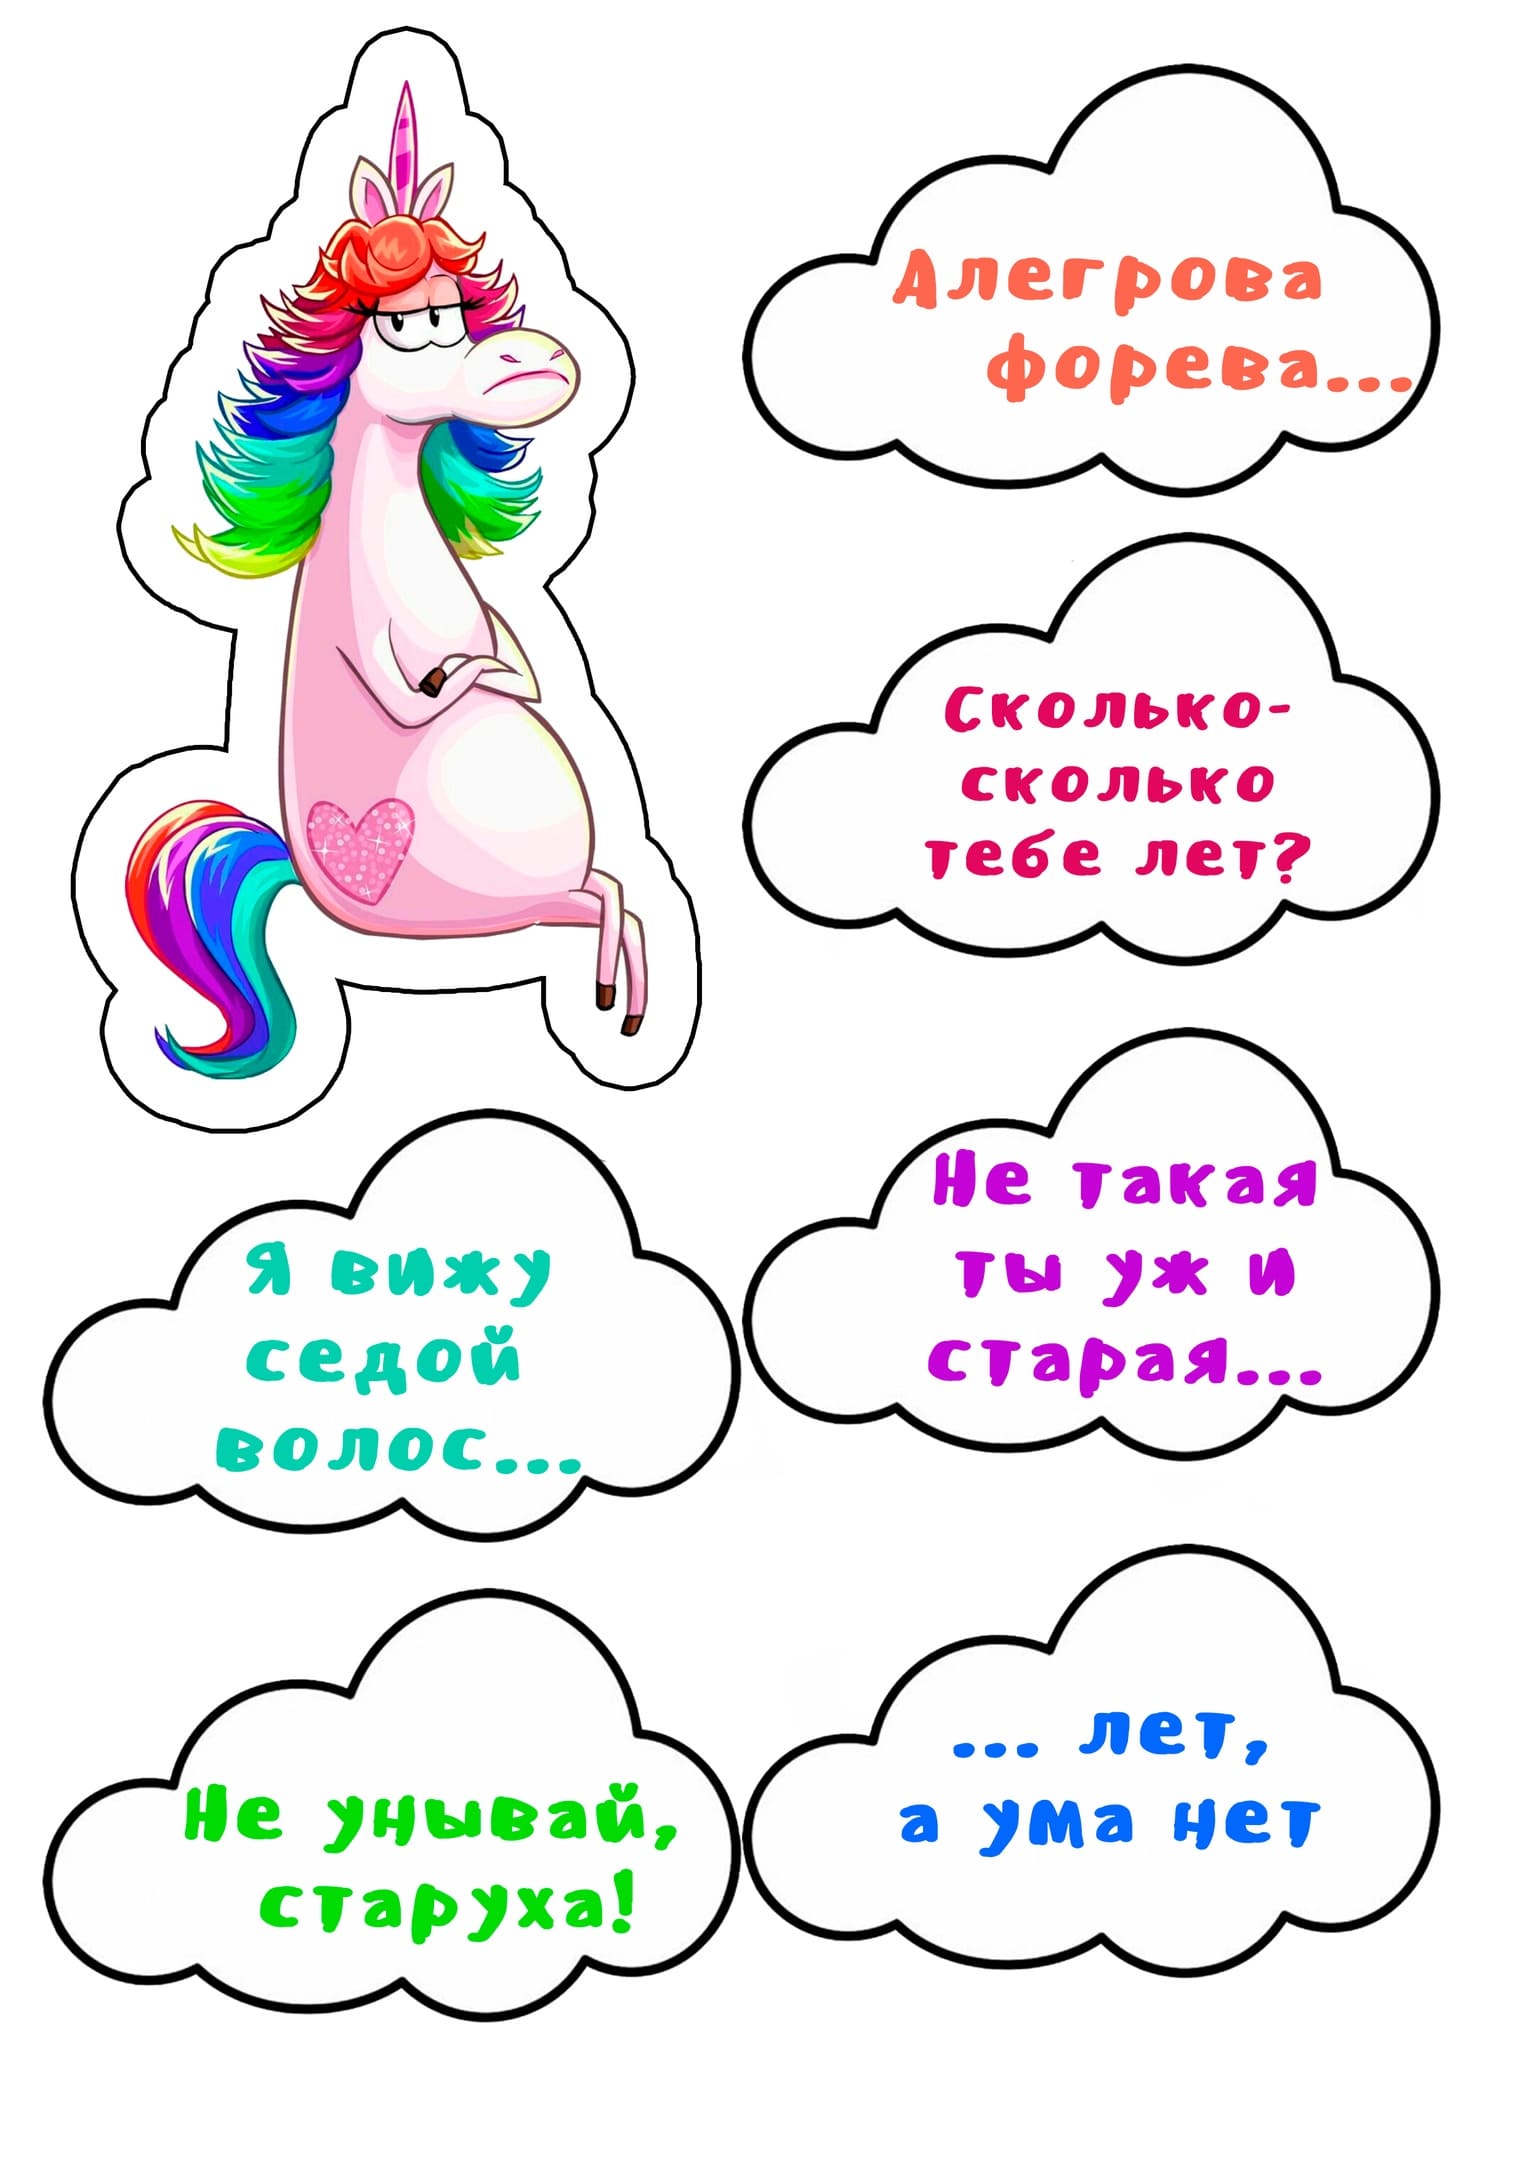 Алегрова
форева...
Сколько-
сколько
тебе лет?
Не такая
ты уж и
старая...
Я вижу
седой
волос...
Не унывай,
старуха!
... лет,
а ума нет